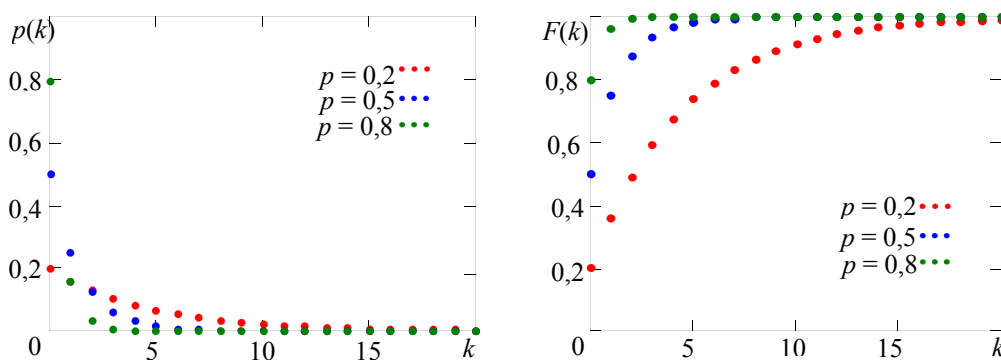 p(k)
0,8
0,6
0,4
0,2
0 5 10 15 k
p = 0,2
p = 0,5
p = 0,8
F(k)
0,8
0,6
0,4
0,2
0 5 10 15 k
p = 0,2
p = 0,5
p = 0,8